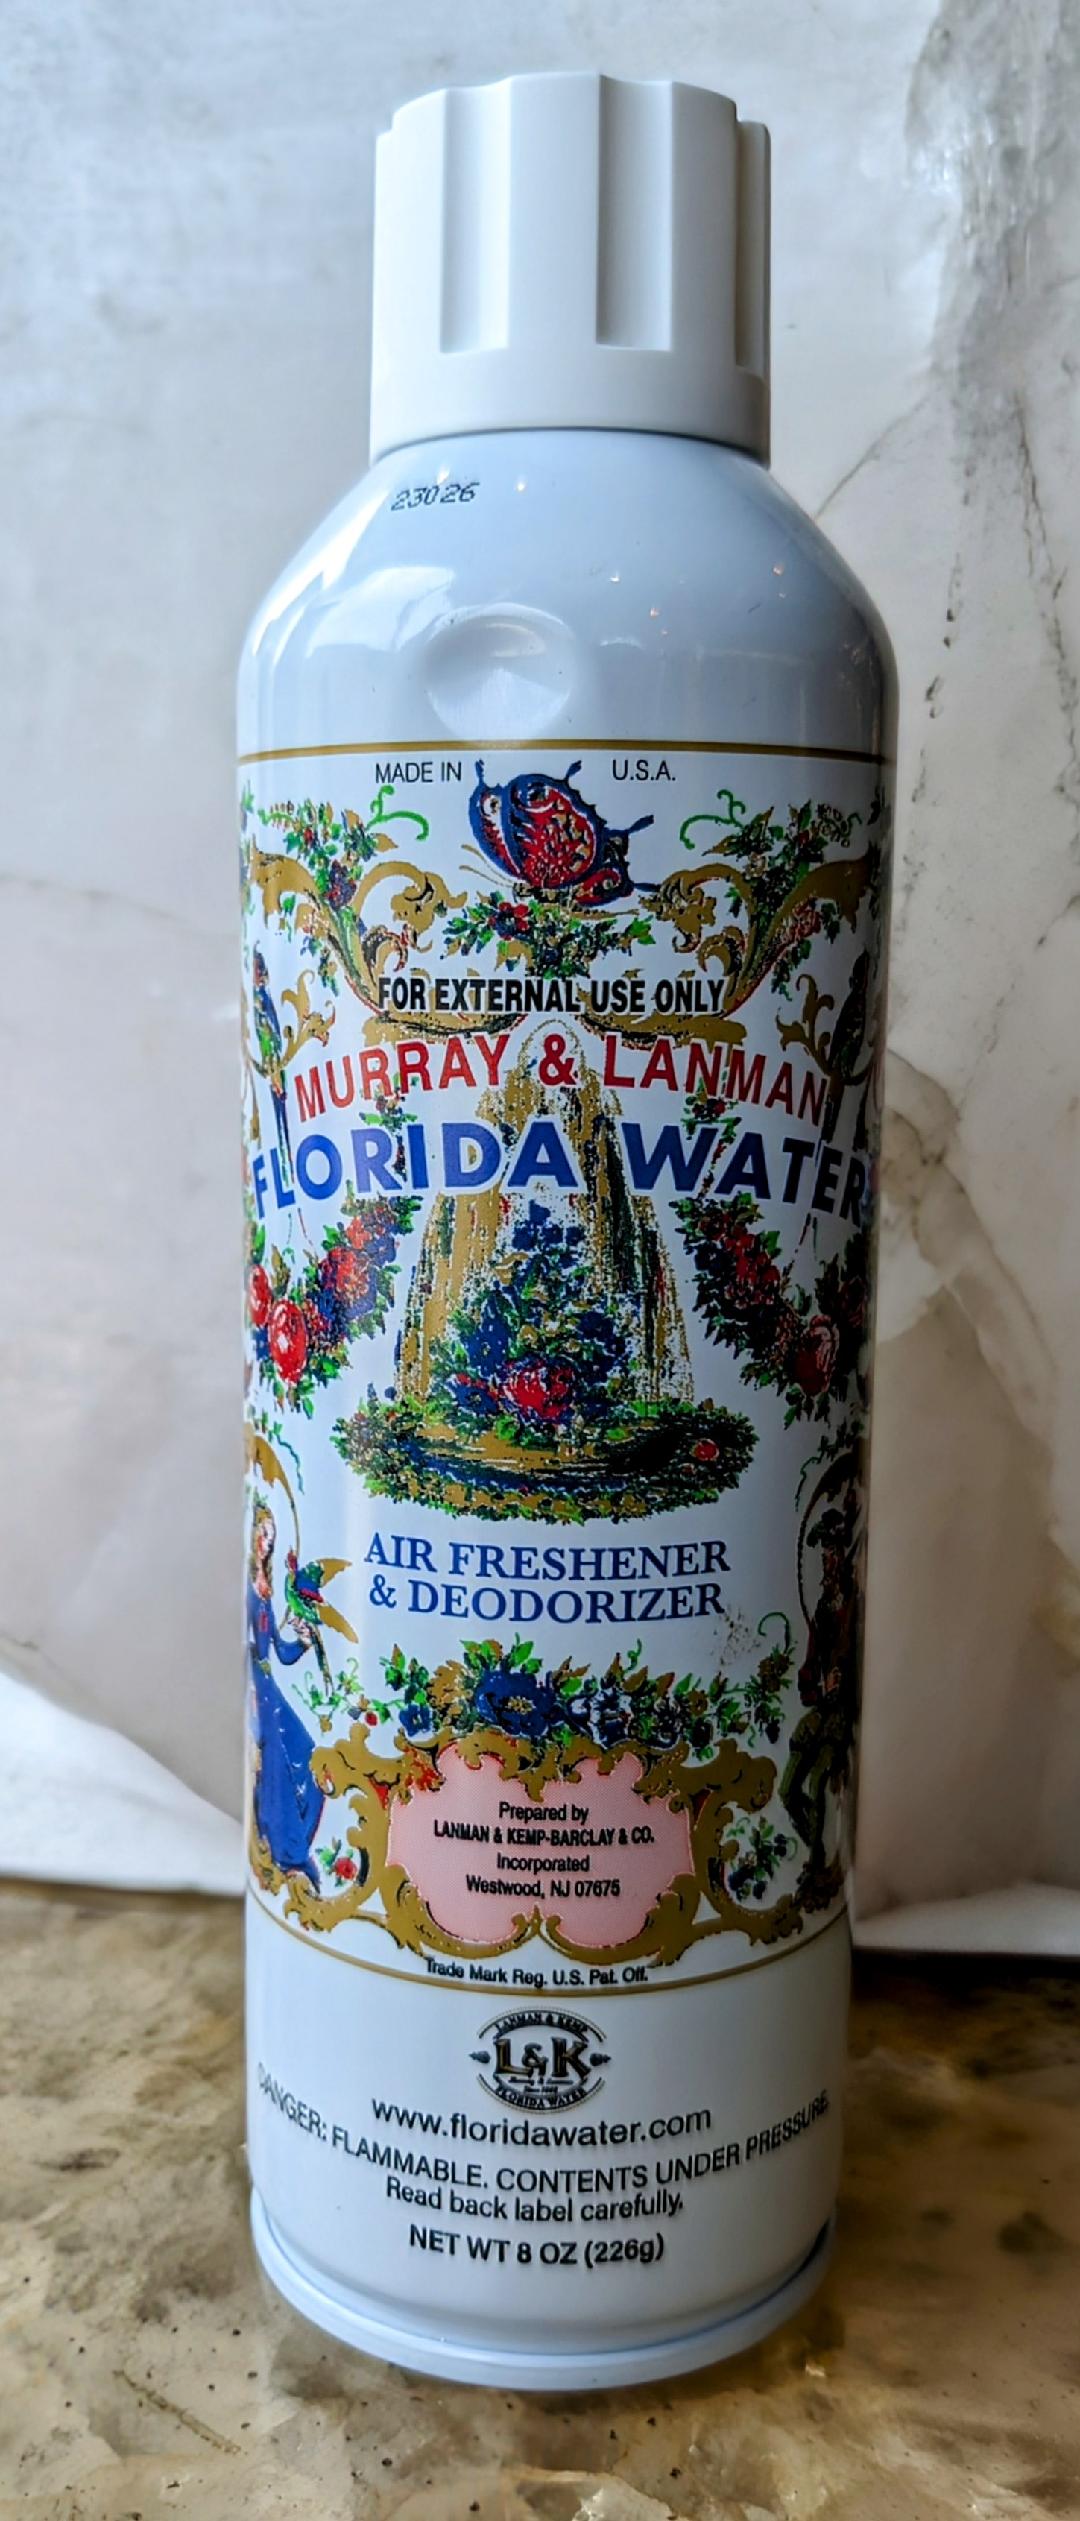 23026
MADE IN U.S.A.
FOR EXTERNAL USE ONLY
MURRAY & LANMAN
FLORIDA WATER
AIR FRESHENER
& DEODORIZER
Prepared by
LANMAN & KEMP-BARCLAY & CO.
Incorporated
Westwood, NJ 07675
Trade Mark Reg. U.S. Pat. Off.
LANMAN & KEMP
L&K
FLORIDA WATER
www.floridawater.com
DANGER: FLAMMABLE. CONTENTS UNDER PRESSURE.
Read back label carefully.
NET WT 8 OZ (226g)